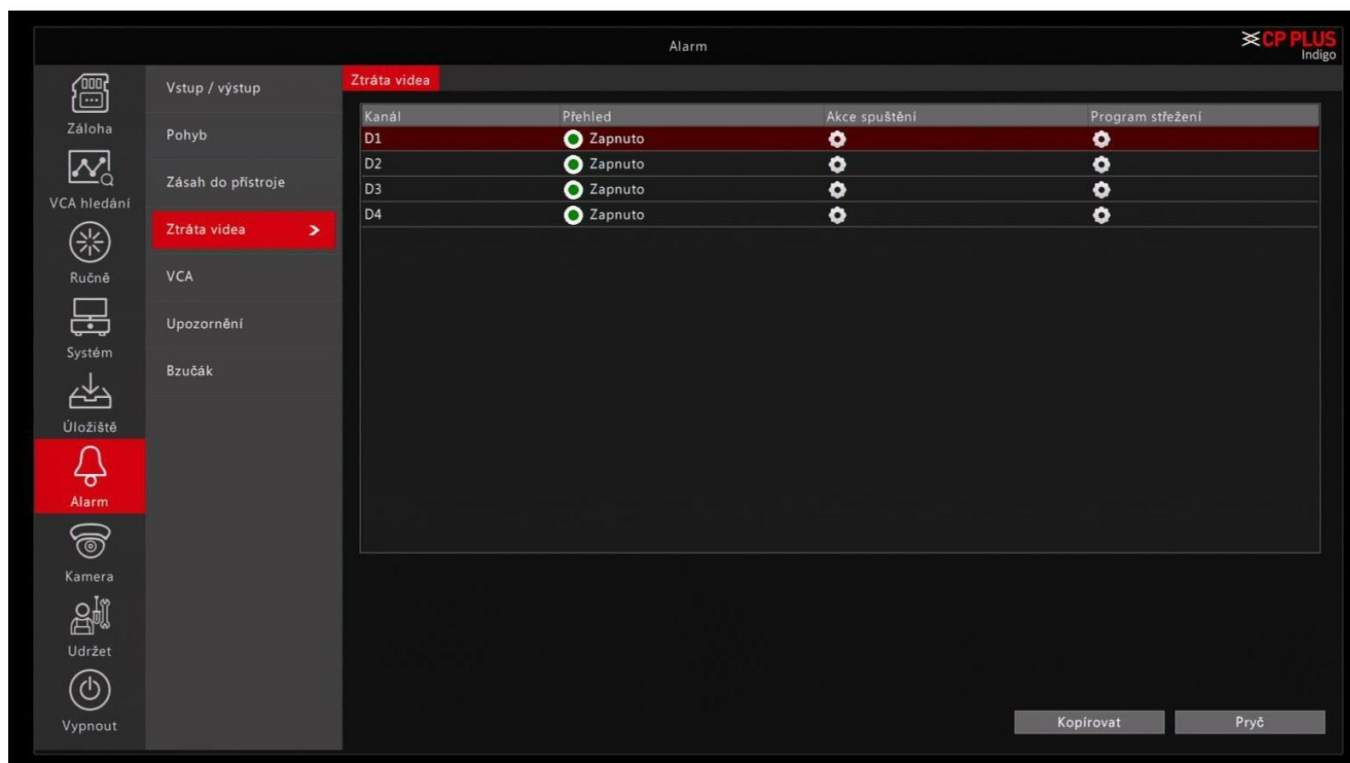 Alarm
CP PLUS
Indigo
Záloha
VCA hledání
Ručně
Systém
Úložiště
Alarm
Kamera
Udržet
Vypnout
Vstup / výstup
Pohyb
Zásah do přístroje
Ztráta videa
VCA
Upozornění
Bzučák
Ztráta videa
Kanál Přehled Akce spuštění Program střežení
D1 Zapnuto
D2 Zapnuto
D3 Zapnuto
D4 Zapnuto
Kopírovat Pryč